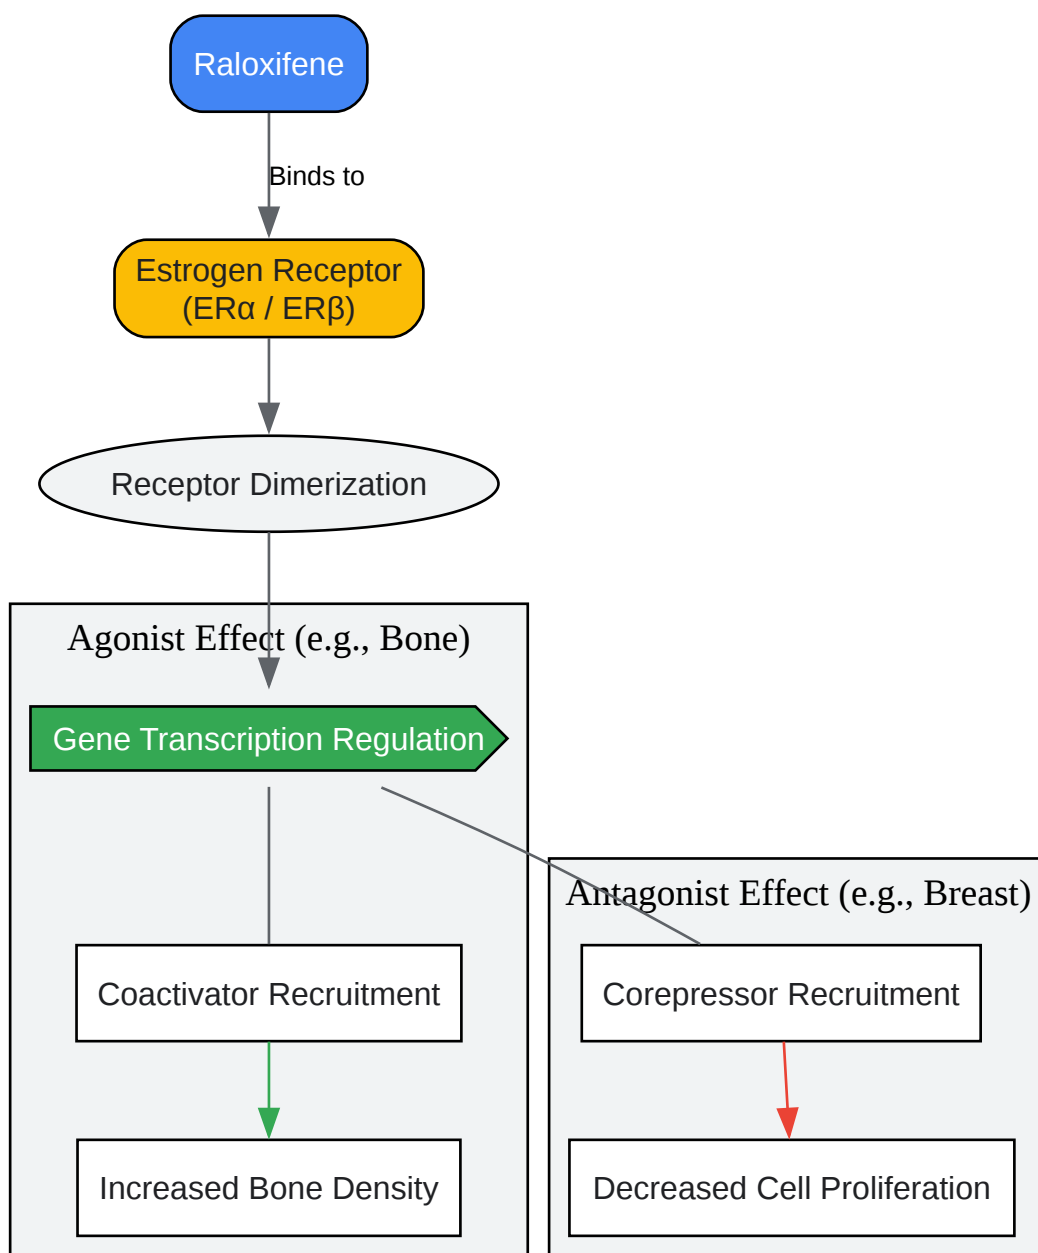 Raloxifene
Binds to
Estrogen Receptor
(ERα / ERβ)
Receptor Dimerization
Agonist Effect (e.g., Bone)
Gene Transcription Regulation
Antagonist Effect (e.g., Breast)
Coactivator Recruitment
Corepressor Recruitment
Increased Bone Density
Decreased Cell Proliferation